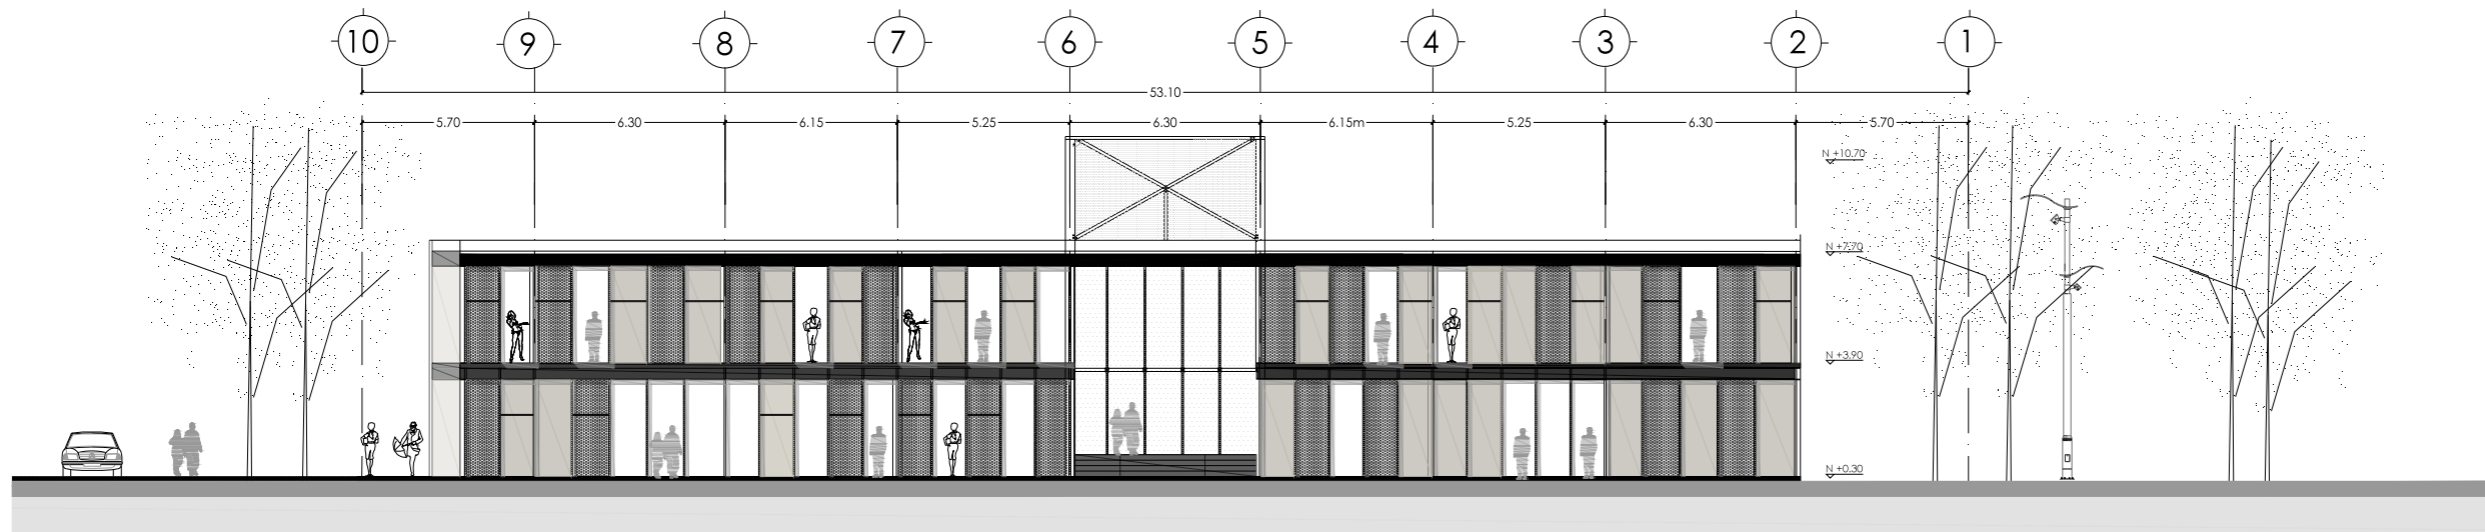 10 9 8 7 6 5 4 3 2 1
53.10
5.70 6.30 6.15 5.25 6.30 6.15m 5.25 6.30 5.70
N +10.70
N +7.70
N +3.90
N +0.30